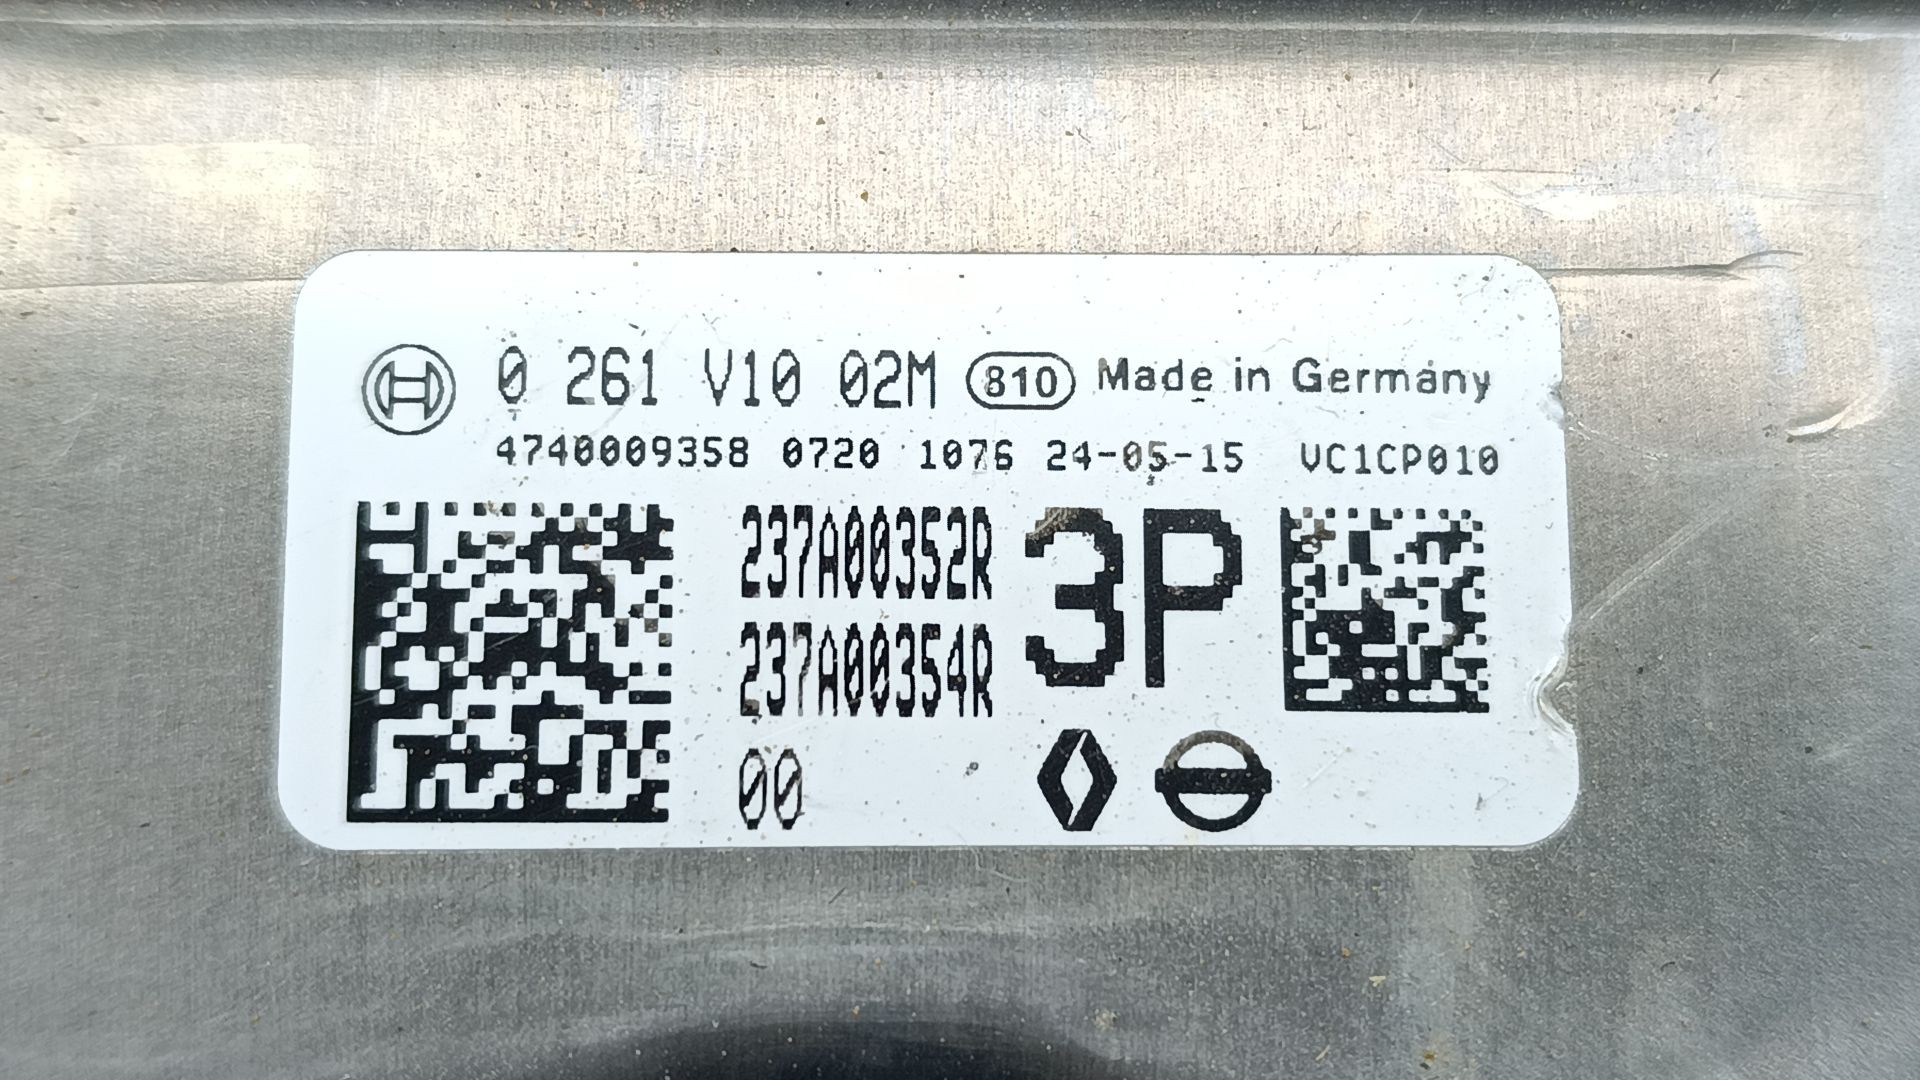 0 261 V10 02M 810 Made in Germany
4740009358 0720 1076 24-05-15 VC1CP010
237A00352R 3P
237A00354R
00